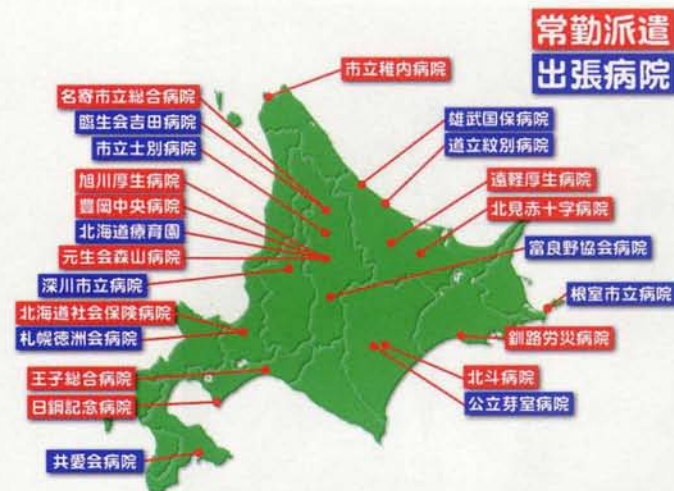 常勤派遣
出張病院
市立稚内病院
名寄市立総合病院
臨生会吉田病院
市立士別病院
旭川厚生病院
豊岡中央病院
北海道療育園
元生会森山病院
深川市立病院
北海道社会保険病院
札幌徳洲会病院
王子総合病院
日鋼記念病院
共愛会病院
雄武国保病院
道立紋別病院
遠軽厚生病院
北見赤十字病院
富良野協会病院
根室市立病院
釧路労災病院
北斗病院
公立芽室病院